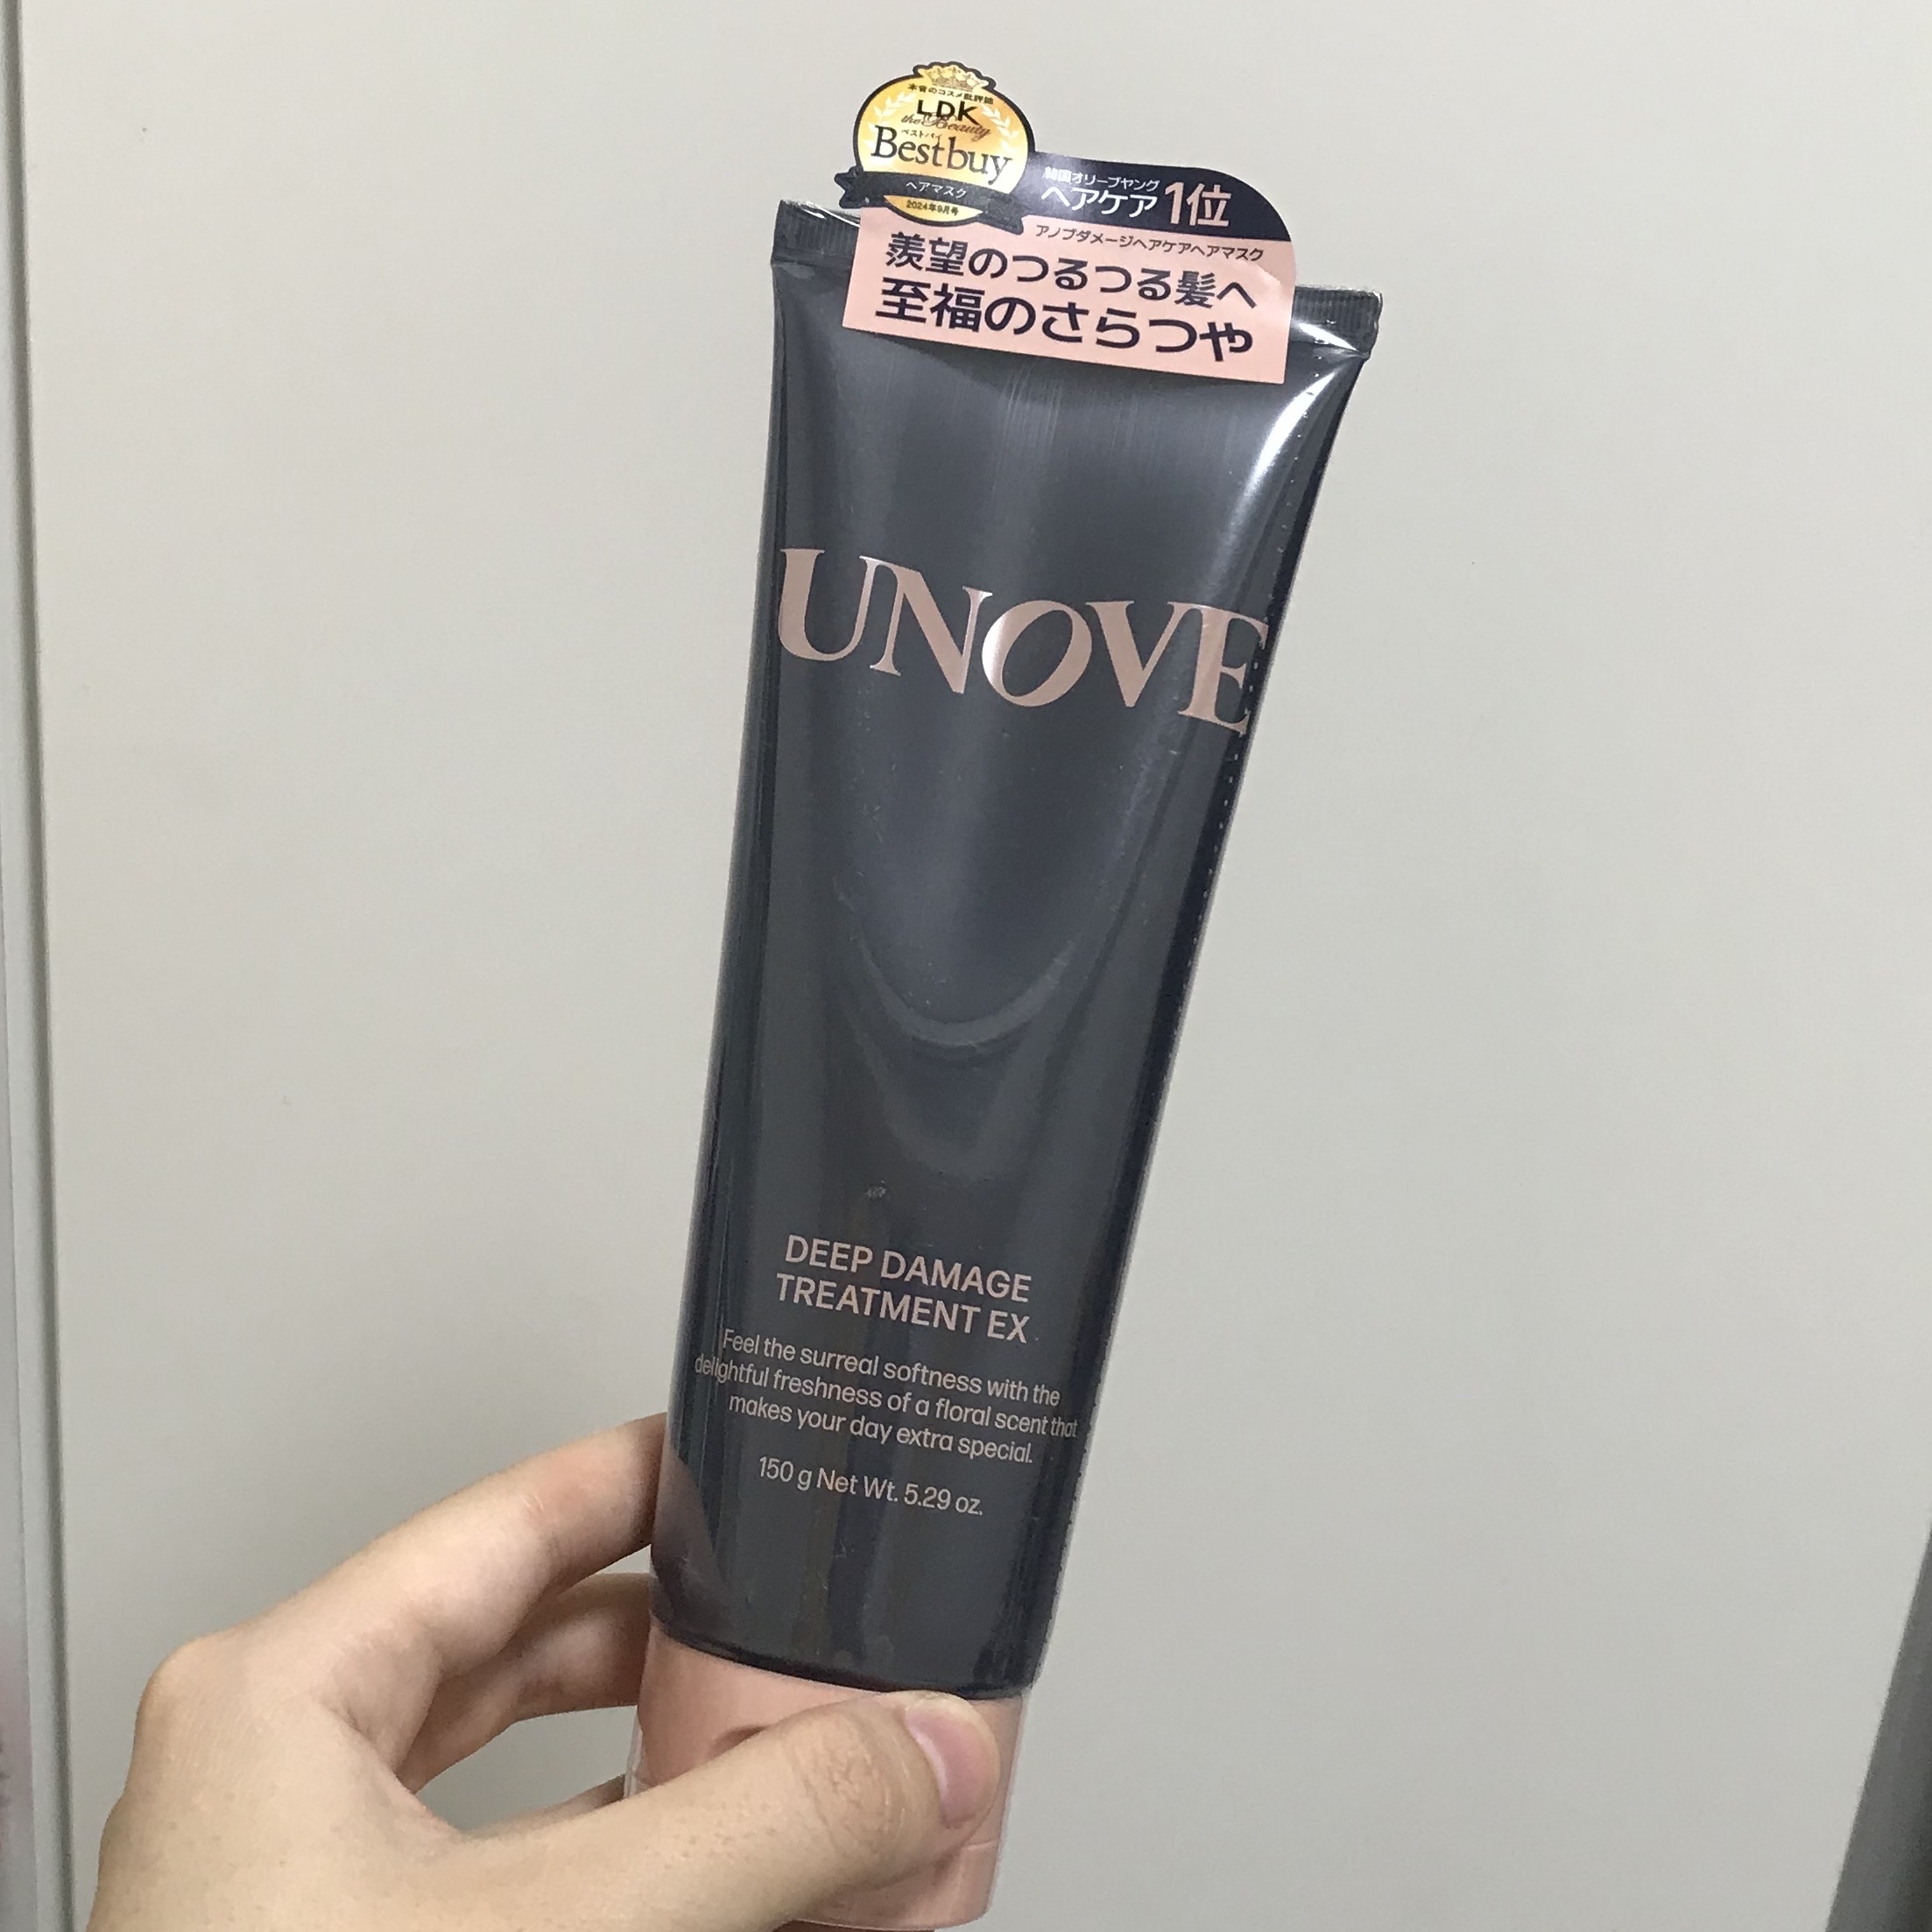 本音のコスメ批評誌
LDK
the Beauty
ベストバイ
Bestbuy
ヘアマスク
2024年9月号
韓国オリーブヤング
ヘアケア1位
アノブダメージヘアケアヘアマスク
羨望のつるつる髪へ
至福のさらつや
UNOVE
DEEP DAMAGE
TREATMENT EX
Feel the surreal softness with the
delightful freshness of a floral scent that
makes your day extra special.
150 g Net Wt. 5.29 oz.